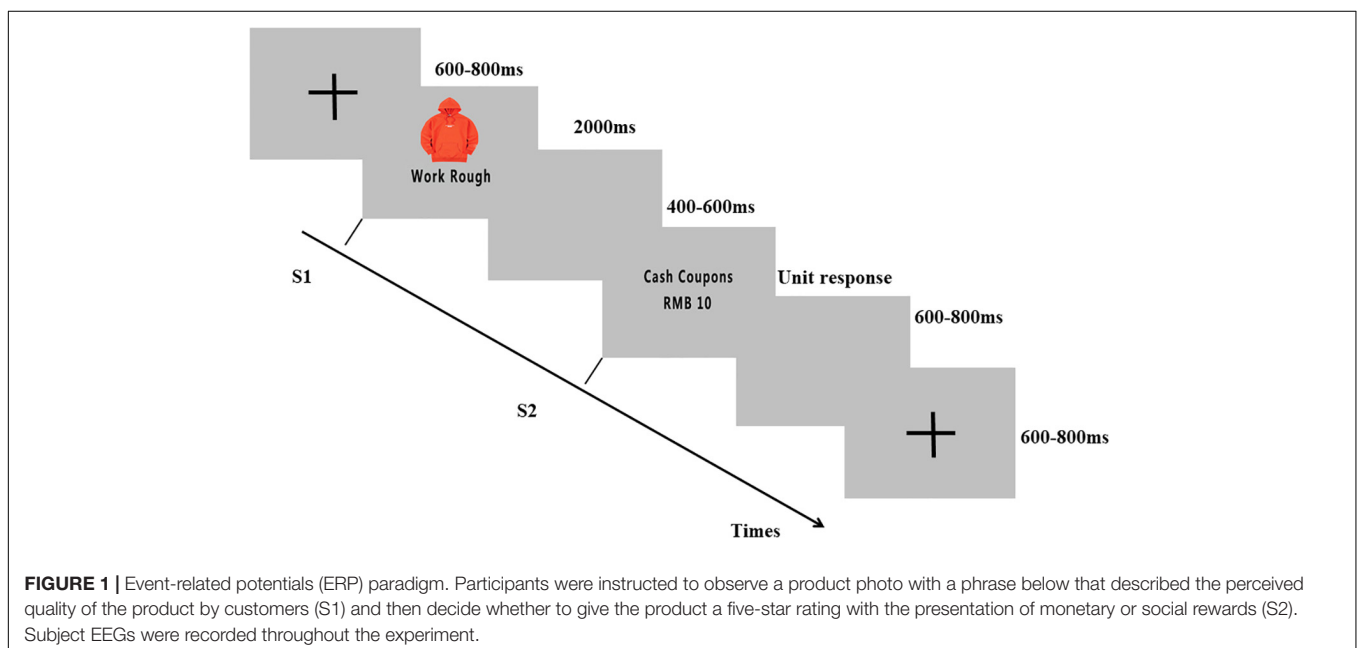 600-800ms
2000ms
Work Rough
400-600ms
Cash Coupons
RMB 10
Unit response
S1
600-800ms
S2
600-800ms
Times
FIGURE 1 | Event-related potentials (ERP) paradigm. Participants were instructed to observe a product photo with a phrase below that described the perceived
quality of the product by customers (S1) and then decide whether to give the product a five-star rating with the presentation of monetary or social rewards (S2).
Subject EEGs were recorded throughout the experiment.